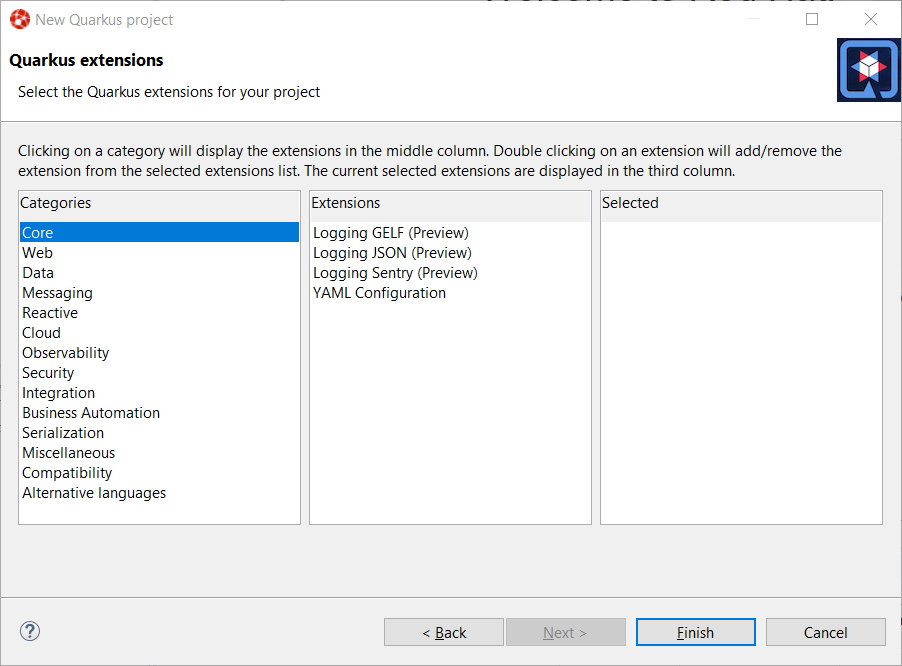 New Quarkus project
Quarkus extensions
Select the Quarkus extensions for your project
Clicking on a category will display the extensions in the middle column. Double clicking on an extension will add/remove the
extension from the selected extensions list. The current selected extensions are displayed in the third column.
Categories
Core
Web
Data
Messaging
Reactive
Cloud
Observability
Security
Integration
Business Automation
Serialization
Miscellaneous
Compatibility
Alternative languages
Extensions
Logging GELF (Preview)
Logging JSON (Preview)
Logging Sentry (Preview)
YAML Configuration
Selected
?
< Back
Next >
Finish
Cancel